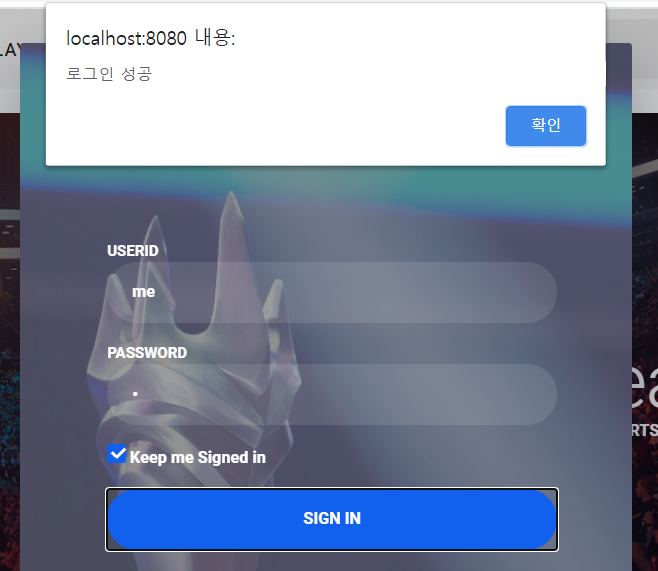 localhost:8080 내용:
로그인 성공
확인
USERID
me
PASSWORD
Keep me Signed in
SIGN IN